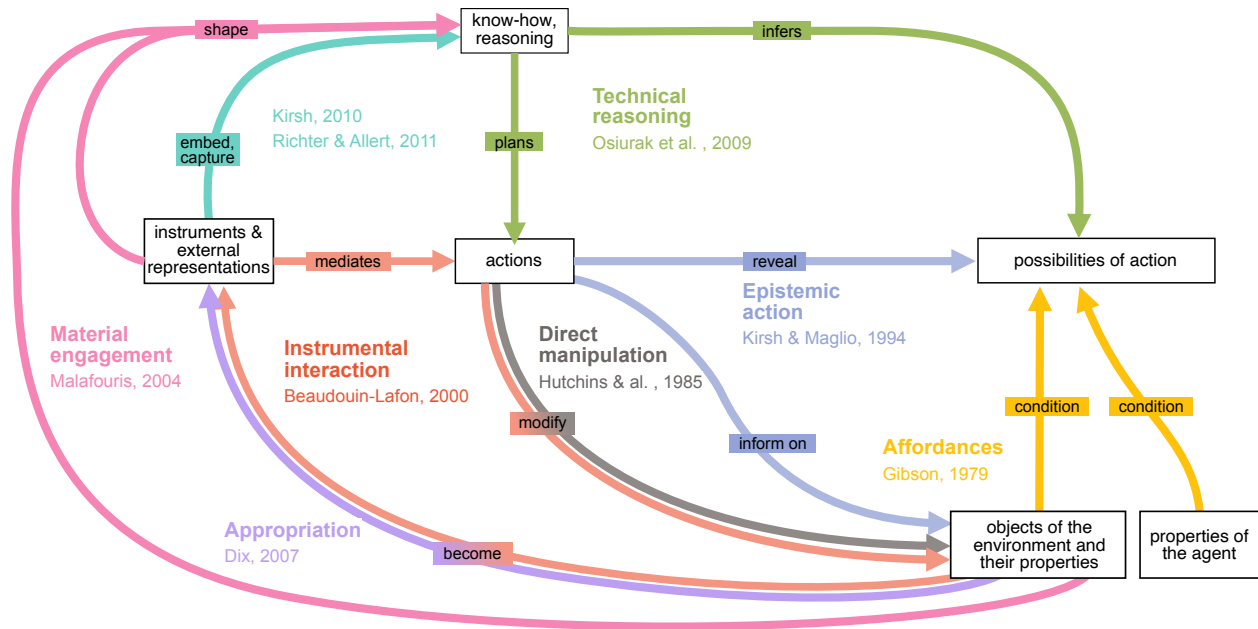 shape
know-how,
reasoning
infers
Kirsh, 2010
Richter & Allert, 2011
embed,
capture
plans
Technical
reasoning
Osiurak et al. , 2009
instruments &
external
representations
mediates
actions
reveal
possibilities of action
Material
engagement
Malafouris, 2004
Instrumental
interaction
Beaudouin-Lafon, 2000
Direct
manipulation
Hutchins & al. , 1985
Epistemic
action
Kirsh & Maglio, 1994
modify
inform on
condition
condition
Affordances
Gibson, 1979
Appropriation
Dix, 2007
become
objects of the
environment and
their properties
properties of
the agent